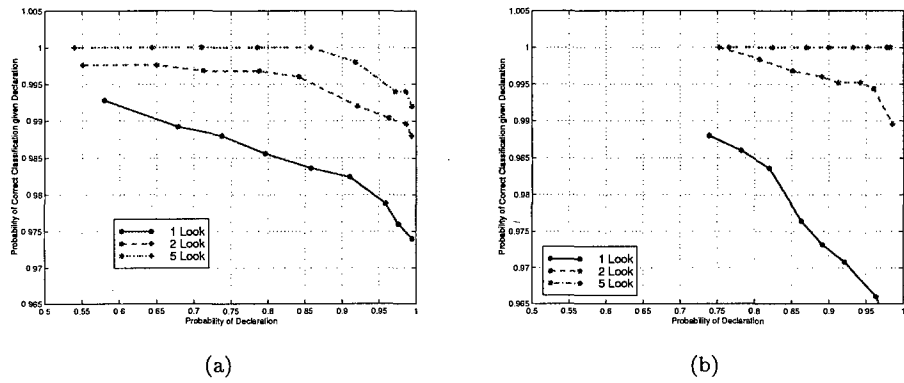 1.005
1
0.995
0.99
0.985
0.98
0.975
0.97
0.965
Probability of Correct Classification given Declaration
1 Look
2 Look
5 Look
0.5 0.55 0.6 0.65 0.7 0.75 0.8 0.85 0.9 0.95 1
Probability of Declaration
(a)
1.005
1
0.995
0.99
0.985
0.98
0.975
0.97
0.965
Probability of Correct Classification given Declaration
1 Look
2 Look
5 Look
0.5 0.55 0.6 0.65 0.7 0.75 0.8 0.85 0.9 0.95 1
Probability of Declaration
(b)